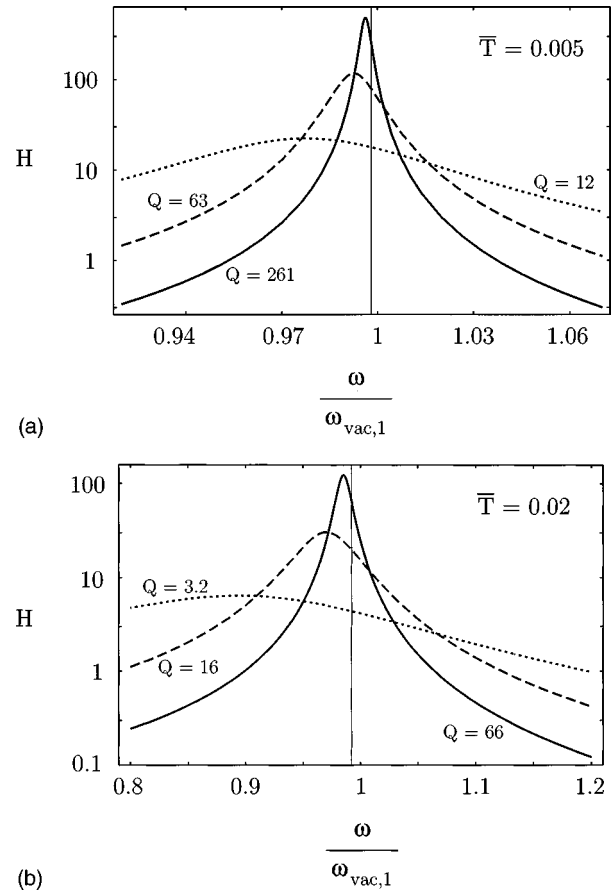 T̅ = 0.005
100
H
10
1
Q = 63
Q = 12
Q = 261
0.94
0.97
1
1.03
1.06
ω
ω_vac,1
(a)
T̅ = 0.02
100
H
10
1
0.1
Q = 3.2
Q = 16
Q = 66
0.8
0.9
1
1.1
1.2
ω
ω_vac,1
(b)